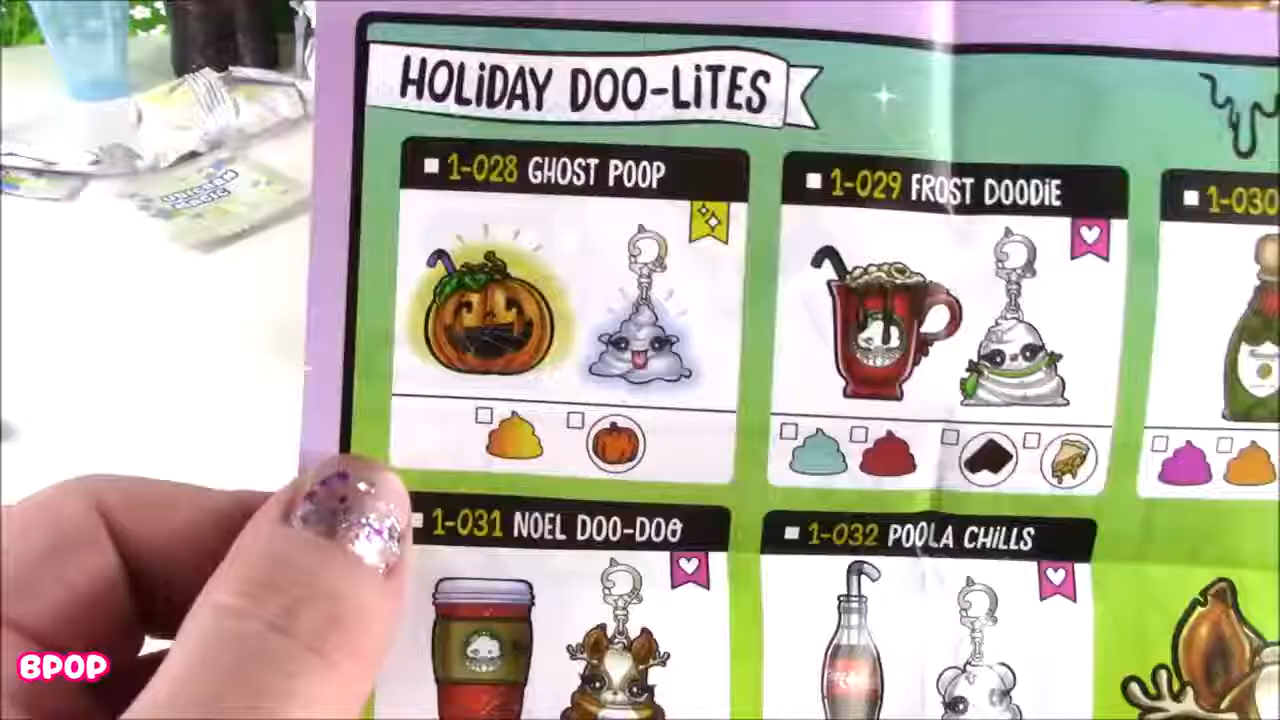 HOLiDAY DOO-LiTES
1-028 GHOST POOP
1-029 FROST DOODiE
1-030
1-031 NOEL DOO-DOO
1-032 POOLA CHiLLS
BPOP